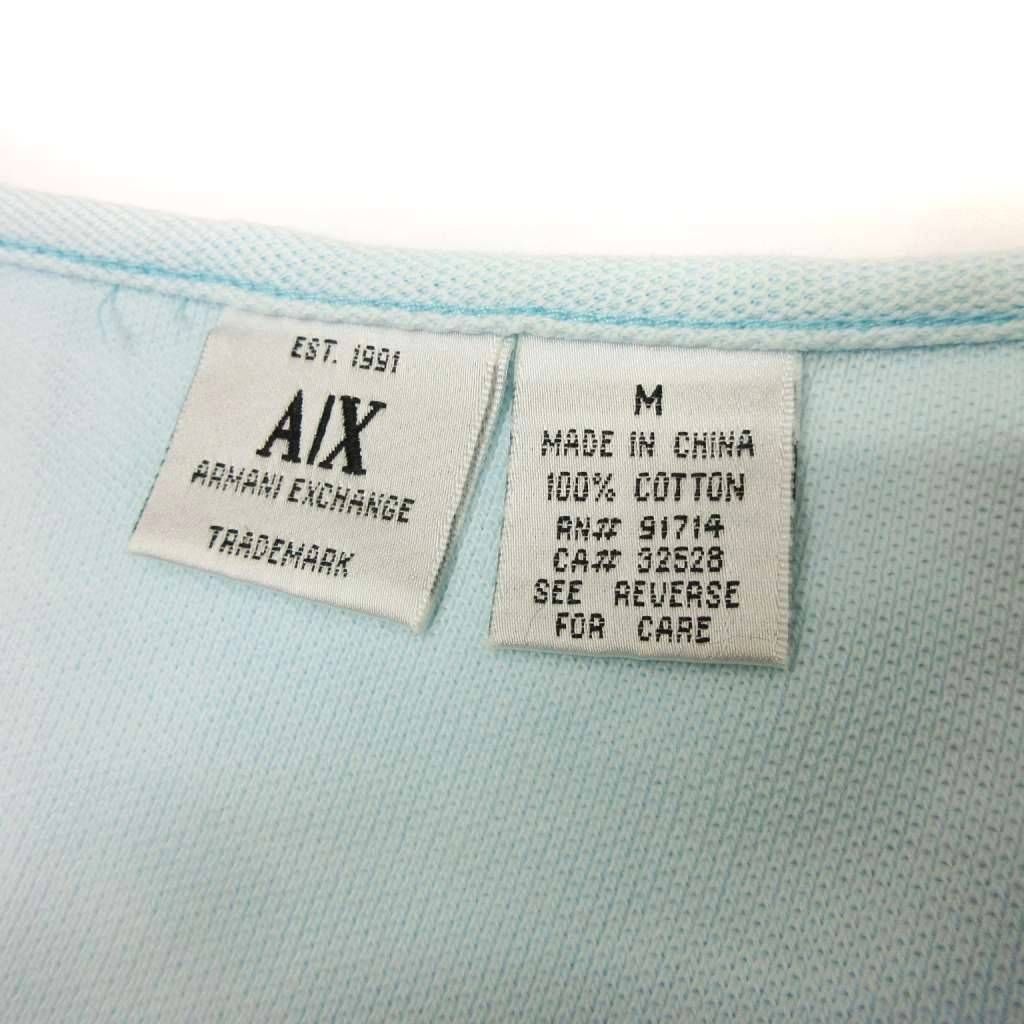 EST. 1991
A|X
ARMANI EXCHANGE
TRADEMARK
M
MADE IN CHINA
100% COTTON
RN# 91714
CA# 32528
SEE REVERSE
FOR CARE